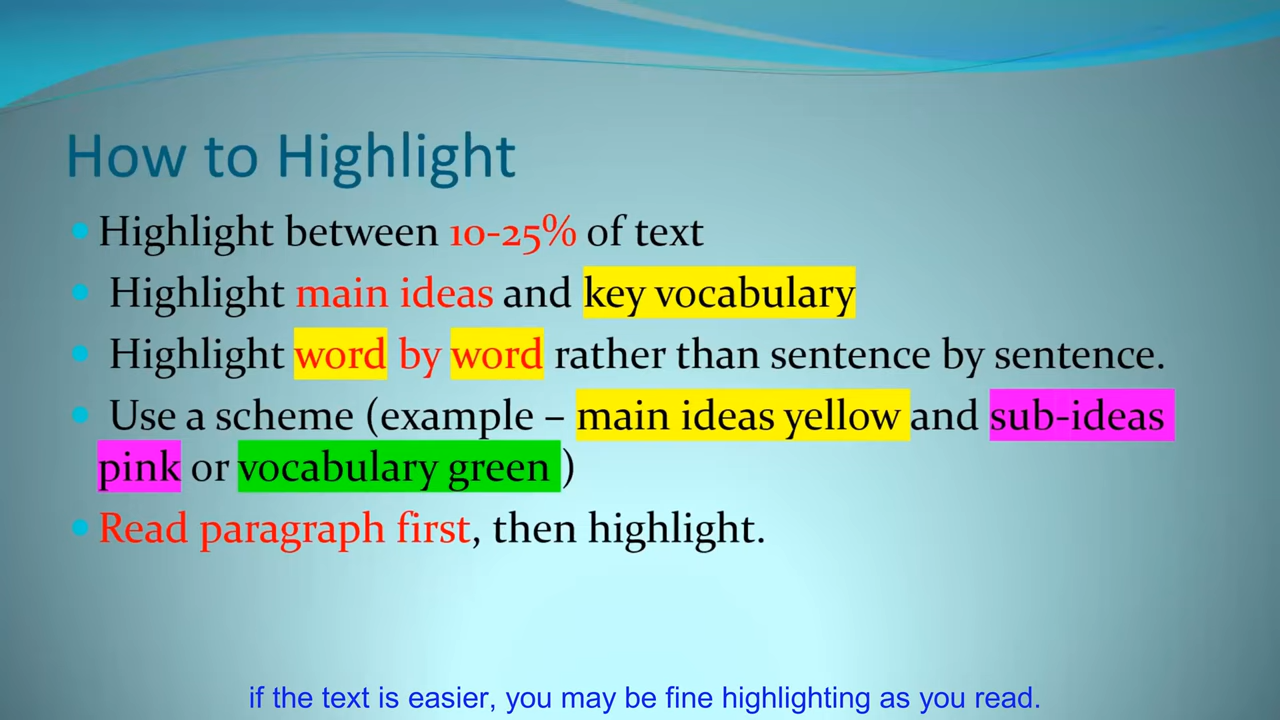 How to Highlight
Highlight between 10-25% of text
Highlight main ideas and key vocabulary
Highlight word by word rather than sentence by sentence.
Use a scheme (example – main ideas yellow and sub-ideas
pink or vocabulary green )
Read paragraph first, then highlight.
if the text is easier, you may be fine highlighting as you read.